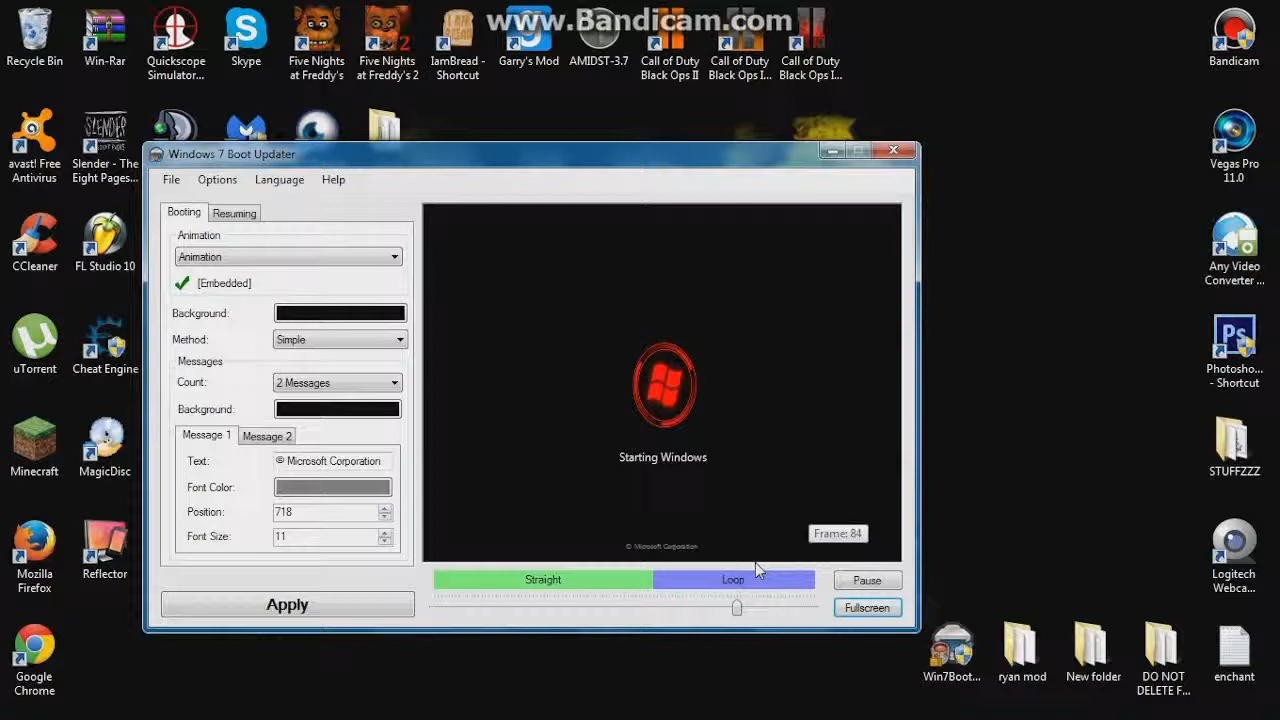 www.Bandicam.com
Recycle Bin
Win-Rar
Quickscope
Simulator...
Skype
Five Nights
at Freddy's
Five Nights
at Freddy's 2
IamBread -
Shortcut
Garry's Mod
AMIDST-3.7
Call of Duty
Black Ops II
Call of Duty
Black Ops I...
Call of Duty
Black Ops I...
Bandicam
avast! Free
Antivirus
SLENDER
Slender - The
Eight Pages...
Vegas Pro
11.0
CCleaner
FL Studio 10
Any Video
Converter ...
uTorrent
Cheat Engine
Ps
Photosho...
- Shortcut
Minecraft
MagicDisc
STUFFZZZ
Mozilla
Firefox
Reflector
Logitech
Webca...
Google
Chrome
Win7Boot...
ryan mod
New folder
DO NOT
DELETE F...
enchant
Windows 7 Boot Updater
File Options Language Help
Booting Resuming
Animation
Animation
[Embedded]
Background:
Method: Simple
Messages
Count: 2 Messages
Background:
Message 1 Message 2
Text: © Microsoft Corporation
Font Color:
Position: 718
Font Size: 11
Apply
Starting Windows
© Microsoft Corporation
Frame: 84
Straight Loop
Pause
Fullscreen